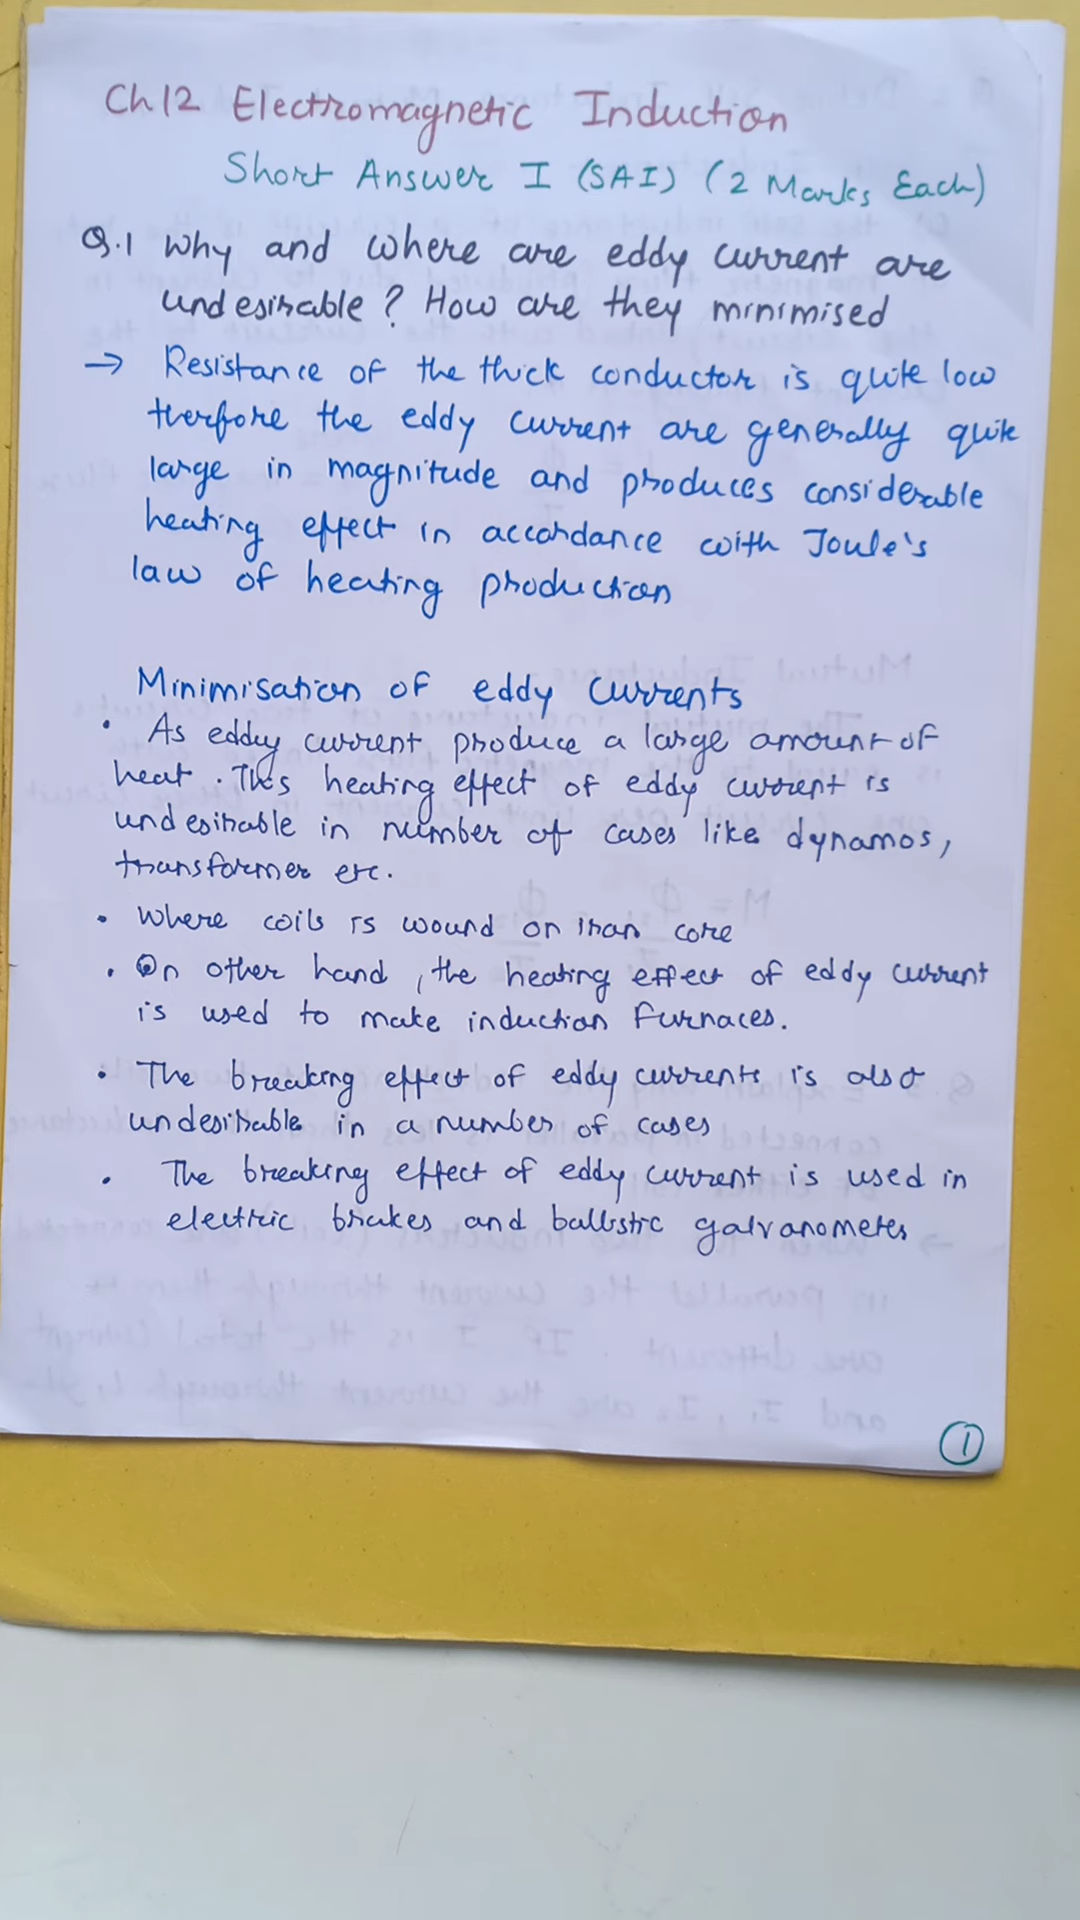 Ch 12 Electromagnetic Induction
Short Answer I (SAI) (2 Marks Each)
Q.1 Why and where are eddy current are
undesirable? How are they minimised
→ Resistance of the thick conductor is quite low
therfore the eddy current are generally quite
large in magnitude and produces considerable
heating effect in accordance with Joule's
law of heating production
Minimisation of eddy currents
• As eddy current produce a large amount of
heat. This heating effect of eddy current is
undesirable in number of cases like dynamos,
transformer etc.
• Where coils is wound on iron core
• On other hand, the heating effect of eddy current
is used to make induction furnaces.
• The breaking effect of eddy currents is also
undesirable in a number of cases
• The breaking effect of eddy current is used in
electric brakes and ballistic galvanometers
1